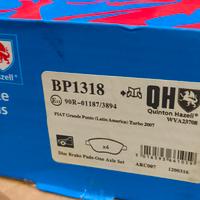 BP1318
90R-01187/3894
QH
Quinton Hazell
WVA23708
FIAT Grande Punto (Latin America) Turbo 2007
x4
Disc Brake Pads-One Axle Set
ARC007
1200316